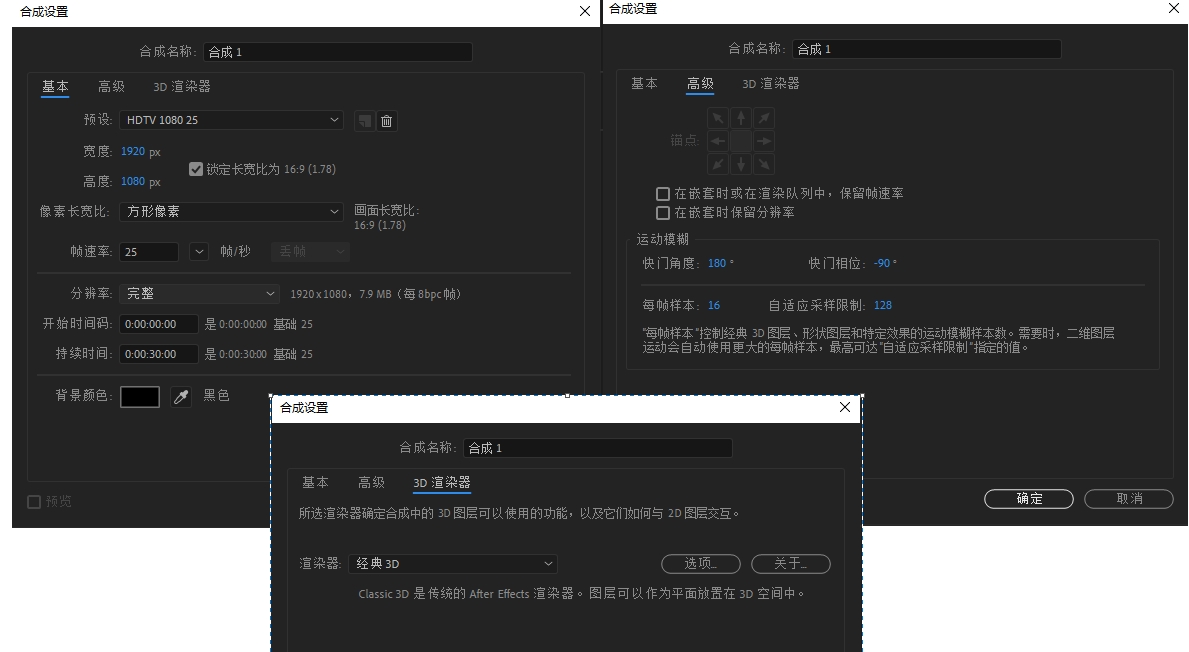 合成设置
合成名称: 合成 1
基本 高级 3D 渲染器
预设: HDTV 1080 25
宽度: 1920 px
锁定长宽比为 16:9 (1.78)
高度: 1080 px
像素长宽比: 方形像素 画面长宽比:
16:9 (1.78)
帧速率: 25 帧/秒 丢帧
分辨率: 完整 1920 x 1080，7.9 MB（每 8bpc 帧）
开始时间码: 0:00:00:00 是 0:00:00:00 基础 25
持续时间: 0:00:30:00 是 0:00:30:00 基础 25
背景颜色: 黑色
预览
合成设置
合成名称: 合成 1
基本 高级 3D 渲染器
锚点:
在嵌套时或在渲染队列中，保留帧速率
在嵌套时保留分辨率
运动模糊
快门角度: 180 ° 快门相位: -90 °
每帧样本: 16 自适应采样限制: 128
"每帧样本"控制经典 3D 图层、形状图层和特定效果的运动模糊样本数。需要时，二维图层
运动会自动使用更大的每帧样本，最高可达"自适应采样限制"指定的值。
确定 取消
合成设置
合成名称: 合成 1
基本 高级 3D 渲染器
所选渲染器确定合成中的 3D 图层可以使用的功能，以及它们如何与 2D 图层交互。
渲染器: 经典 3D 选项... 关于...
Classic 3D 是传统的 After Effects 渲染器。图层可以作为平面放置在 3D 空间中。